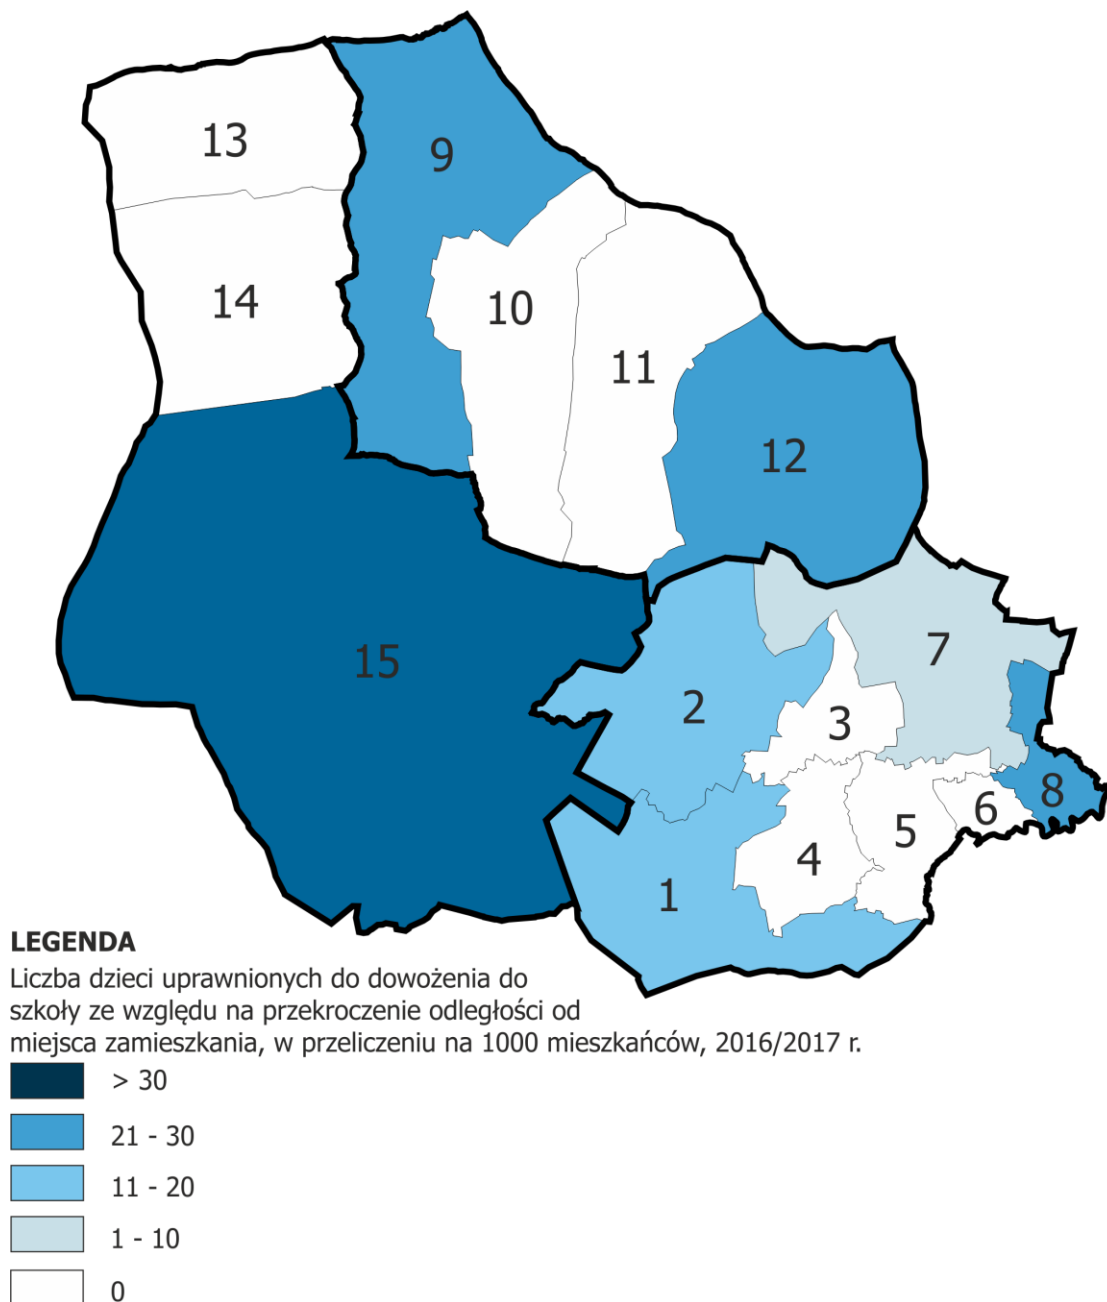 13
9
14
10
11
12
15
7
2
3
8
6
5
4
1
LEGENDA
Liczba dzieci uprawnionych do dowożenia do
szkoły ze względu na przekroczenie odległości od
miejsca zamieszkania, w przeliczeniu na 1000 mieszkańców, 2016/2017 r.
> 30
21 - 30
11 - 20
1 - 10
0